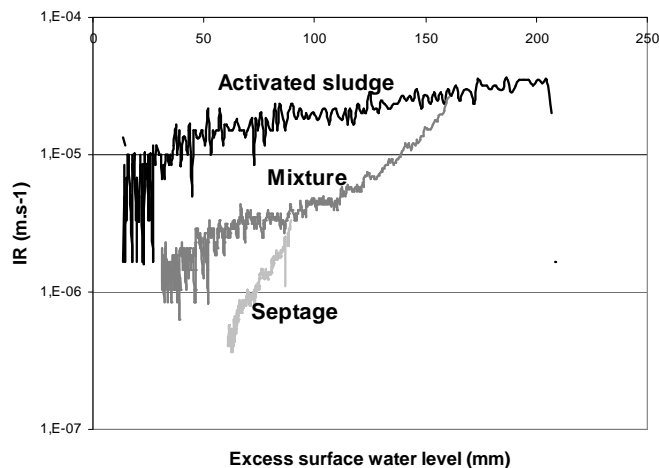 1,E-04
0 50 100 150 200 250
Activated sludge
1,E-05
Mixture
IR (m.s-1)
1,E-06
Septage
1,E-07
Excess surface water level (mm)